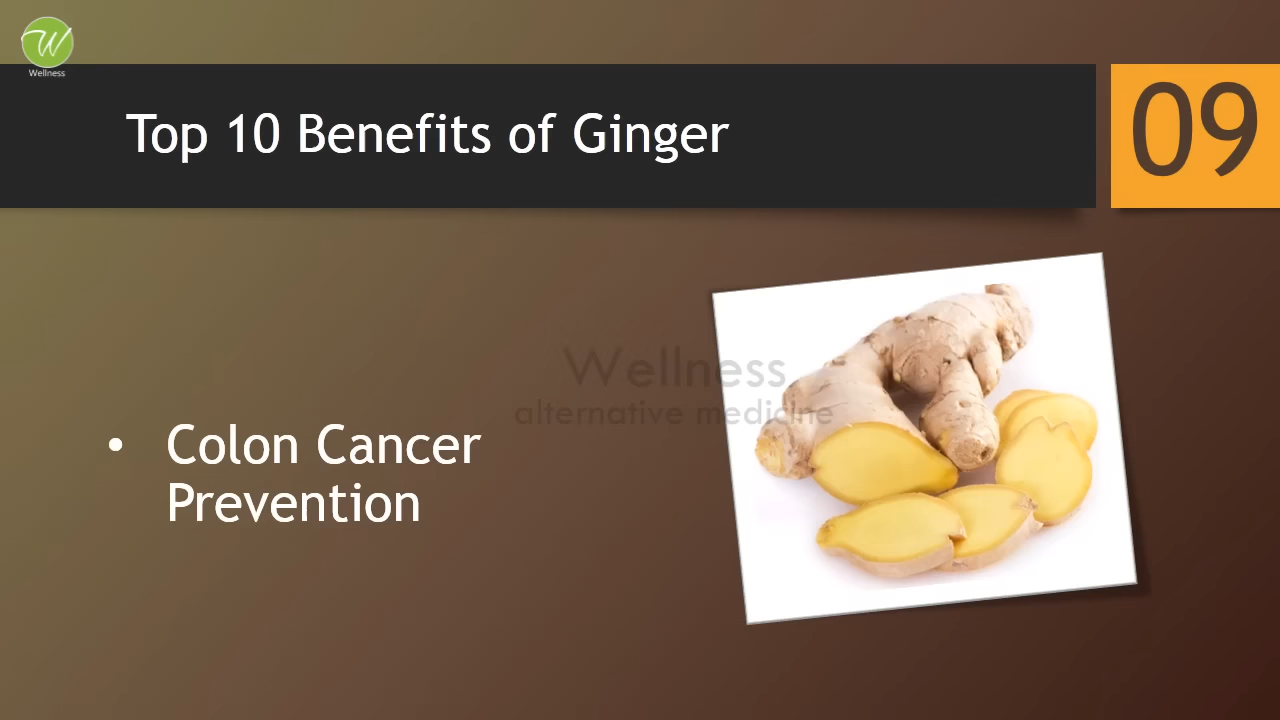 Wellness
Top 10 Benefits of Ginger
09
Wellness
alternative medicine
• Colon Cancer
Prevention